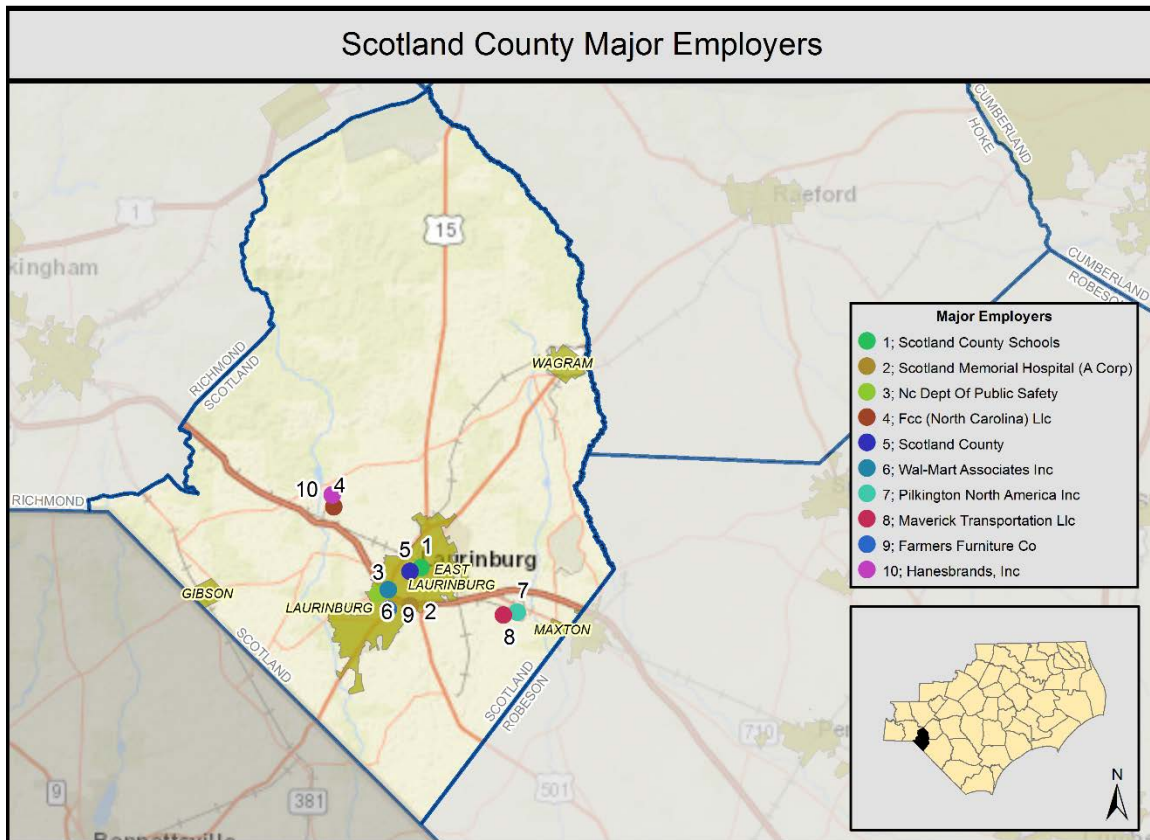 Scotland County Major Employers
CUMBERLAND
HOKE
1
15
Raeford
kingham
CUMBERLAND
ROBESON
RICHMOND
SCOTLAND
WAGRAM
Major Employers
1; Scotland County Schools
2; Scotland Memorial Hospital (A Corp)
3; Nc Dept Of Public Safety
4; Fcc (North Carolina) Llc
5; Scotland County
6; Wal-Mart Associates Inc
7; Pilkington North America Inc
8; Maverick Transportation Llc
9; Farmers Furniture Co
10; Hanesbrands, Inc
10
4
RICHMOND
5
1
Laurinburg
EAST
LAURINBURG
3
GIBSON
LAURINBURG
6
9
2
7
8
MAXTON
SCOTLAND
SCOTLAND
ROBESON
710
9
381
501
Bennettsville
N